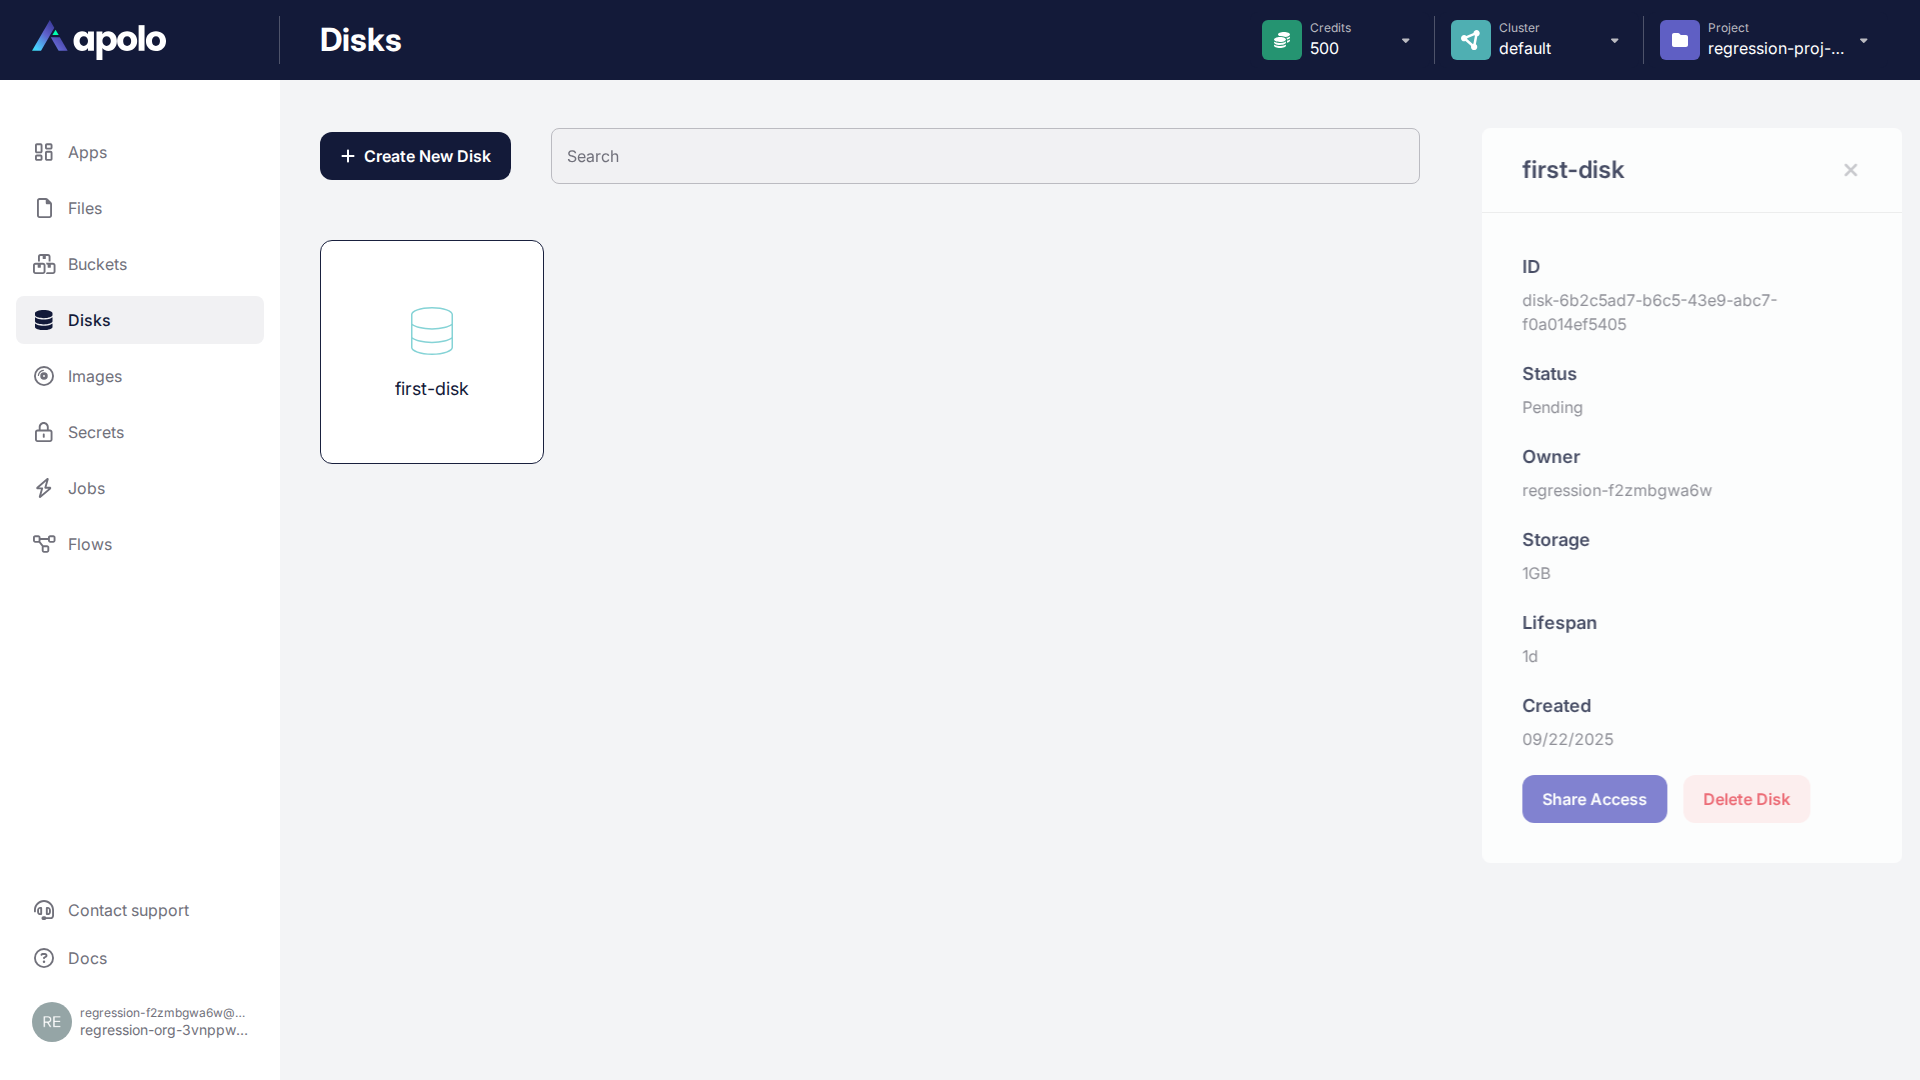 apolo
Disks
Credits
500
Cluster
default
Project
regression-proj-...
Apps
Files
Buckets
Disks
Images
Secrets
Jobs
Flows
Contact support
Docs
RE
regression-f2zmbgwa6w@...
regression-org-3vnppw...
Create New Disk
Search
first-disk
first-disk
ID
disk-6b2c5ad7-b6c5-43e9-abc7-
f0a014ef5405
Status
Pending
Owner
regression-f2zmbgwa6w
Storage
1GB
Lifespan
1d
Created
09/22/2025
Share Access
Delete Disk